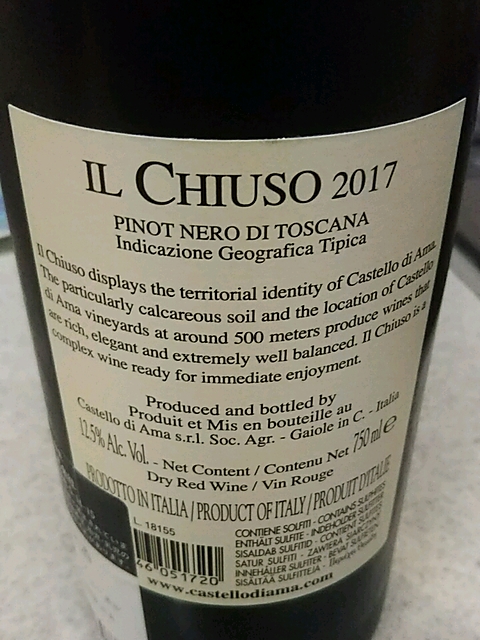 IL CHIUSO 2017
PINOT NERO DI TOSCANA
Indicazione Geografica Tipica
Il Chiuso displays the territorial identity of Castello di Ama.
The particularly calcareous soil and the location of Castello
di Ama vineyards at around 500 meters produce wines that
are rich, elegant and extremely well balanced. Il Chiuso is a
complex wine ready for immediate enjoyment.
Produced and bottled by
Produit et Mis en bouteille au
Castello di Ama s.r.l. Soc. Agr. - Gaiole in C. - Italia
12.5% Alc. Vol. - Net Content / Contenu Net 750 ml e
Dry Red Wine / Vin Rouge
PRODOTTO IN ITALIA / PRODUCT OF ITALY / PRODUIT D'ITALIE
L. 18155
CONTIENE SOLFITI - CONTAINS SULPHITES
ENTHÄLT SULFITE - INDEHOLDER SULFITTER
SISALDAB SULFITID - CONTIENT SULFITES
SATUR SULFITI - ZAWIERA SIARCZYNY
INNEHÅLLER SULFITER - BEVAT SULFIETEN
SISÄLTÄÄ SULFIITTEJA -
46051720
www.castellodiama.com